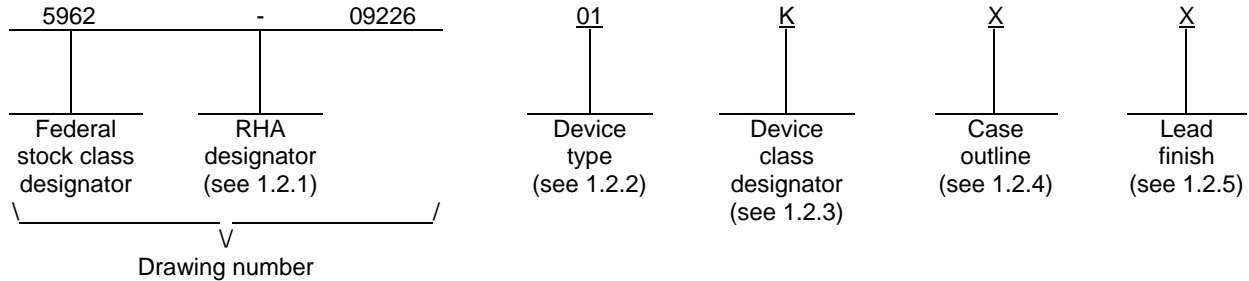 5962 - 09226 01 K X X
Federal stock class designator
RHA designator (see 1.2.1)
Device type (see 1.2.2)
Device class designator (see 1.2.3)
Case outline (see 1.2.4)
Lead finish (see 1.2.5)
\ /
\/
Drawing number